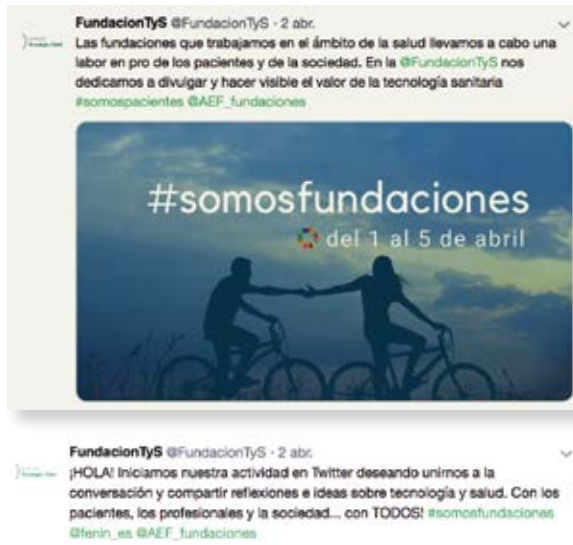 FundacionTyS @FundacionTyS · 2 abr.
Las fundaciones que trabajamos en el ámbito de la salud llevamos a cabo una
labor en pro de los pacientes y de la sociedad. En la @FundacionTyS nos
dedicamos a divulgar y hacer visible el valor de la tecnología sanitaria
#somospacientes @AEF_fundaciones
#somosfundaciones
del 1 al 5 de abril
FundacionTyS @FundacionTyS · 2 abr.
¡HOLA! Iniciamos nuestra actividad en Twitter deseando unirnos a la
conversación y compartir reflexiones e ideas sobre tecnología y salud. Con los
pacientes, los profesionales y la sociedad... con TODOS! #somosfundaciones
@fenin_es @AEF_fundaciones